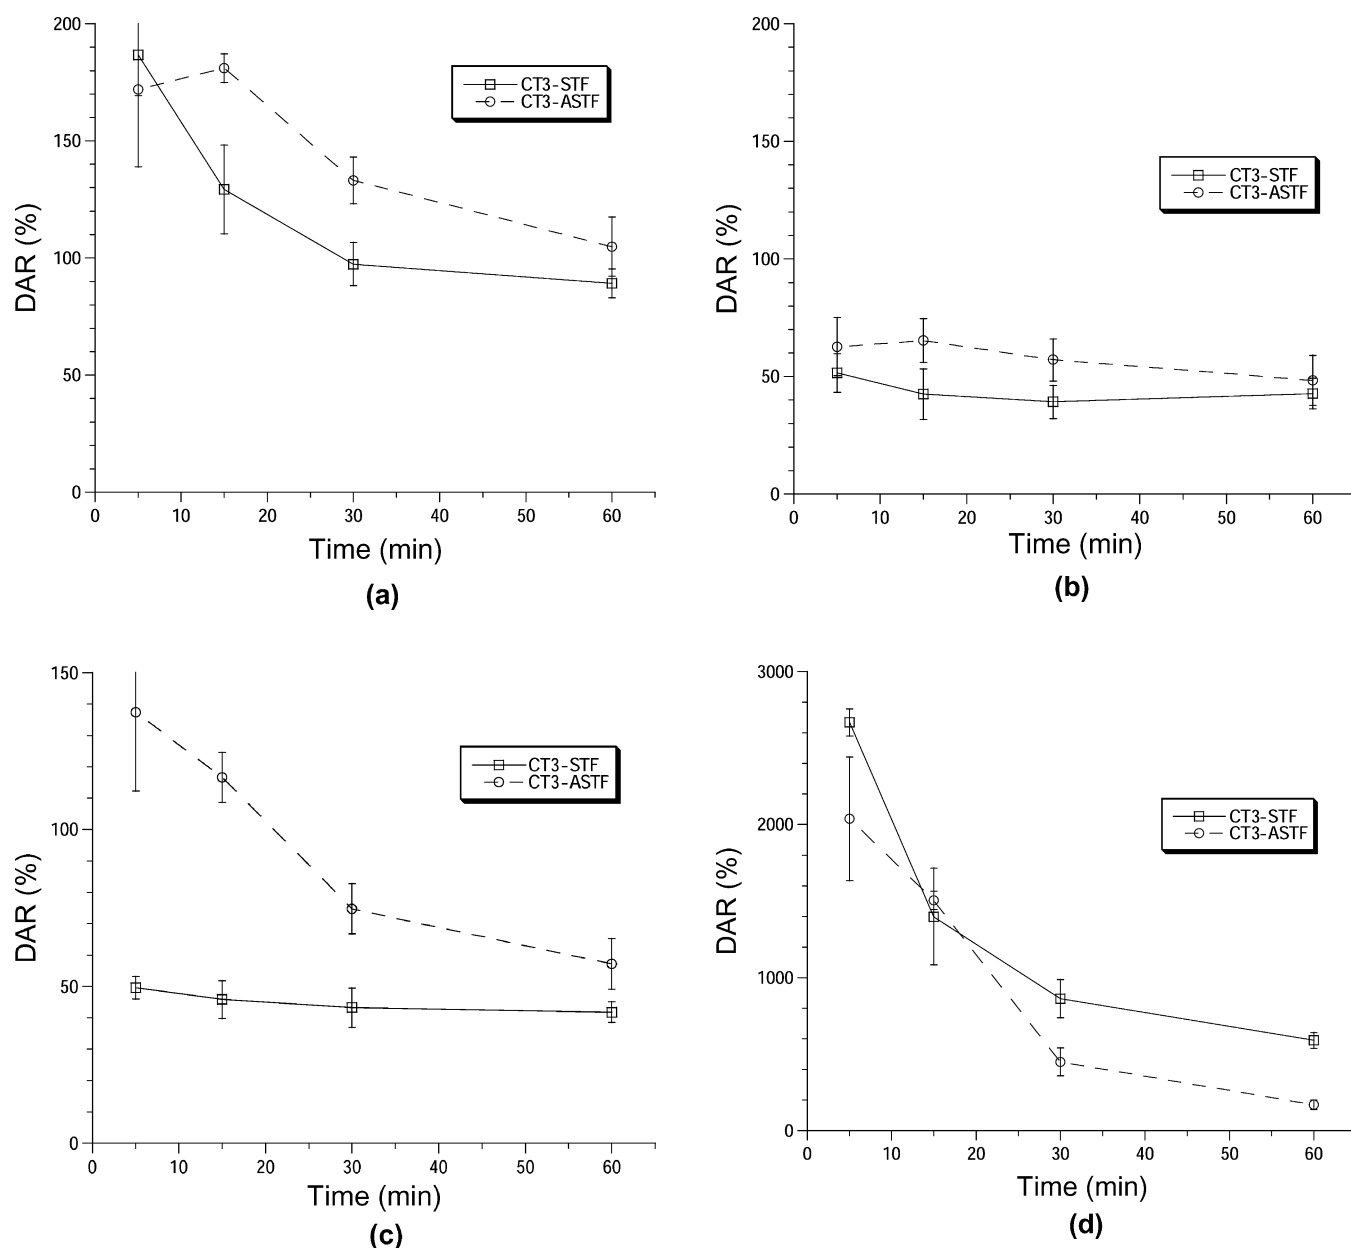 200
150
100
50
0
DAR (%)
CT3-STF
CT3-ASTF
0 10 20 30 40 50 60
Time (min)
(a)
200
150
100
50
0
DAR (%)
CT3-STF
CT3-ASTF
0 10 20 30 40 50 60
Time (min)
(b)
150
100
50
0
DAR (%)
CT3-STF
CT3-ASTF
0 10 20 30 40 50 60
Time (min)
(c)
3000
2000
1000
0
DAR (%)
CT3-STF
CT3-ASTF
0 10 20 30 40 50 60
Time (min)
(d)